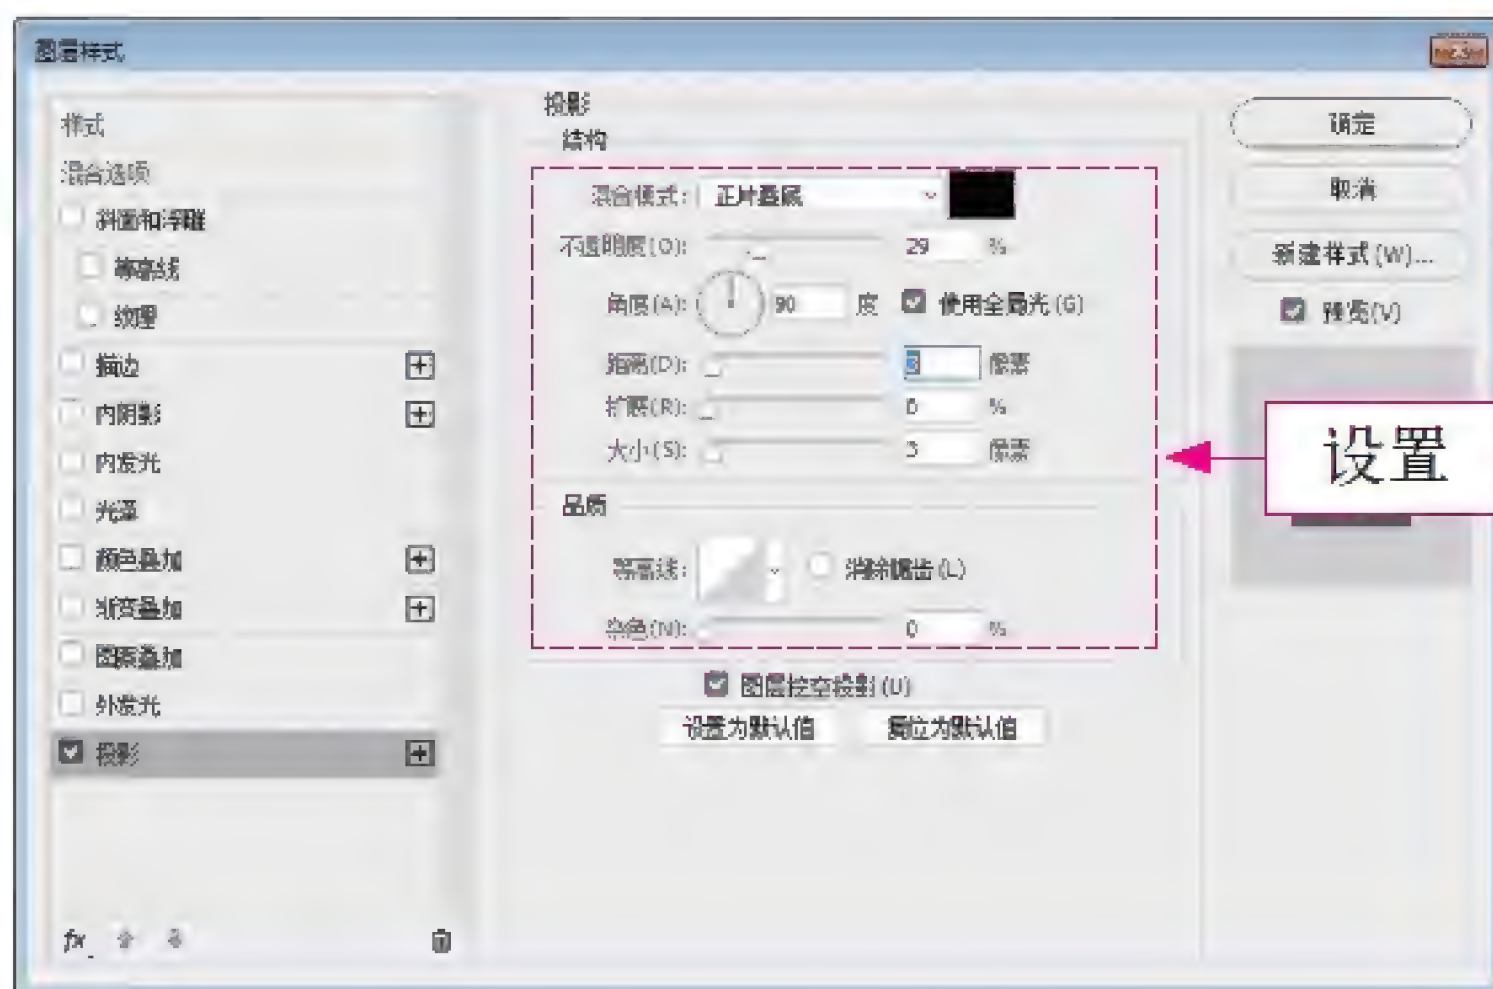 图层样式
样式
混合选项
斜面和浮雕
等高线
纹理
描边
内阴影
内发光
光泽
颜色叠加
渐变叠加
图案叠加
外发光
投影
fx
投影
结构
混合模式: 正片叠底
不透明度(O): 29 %
角度(A): 90 度 使用全局光(G)
距离(D): 像素
扩展(R): 0 %
大小(S): 像素
品质
等高线: 消除锯齿(L)
杂色(N): 0 %
图层挖空投影(U)
设置为默认值 复位为默认值
确定
取消
新建样式(W)...
预览(V)
设置